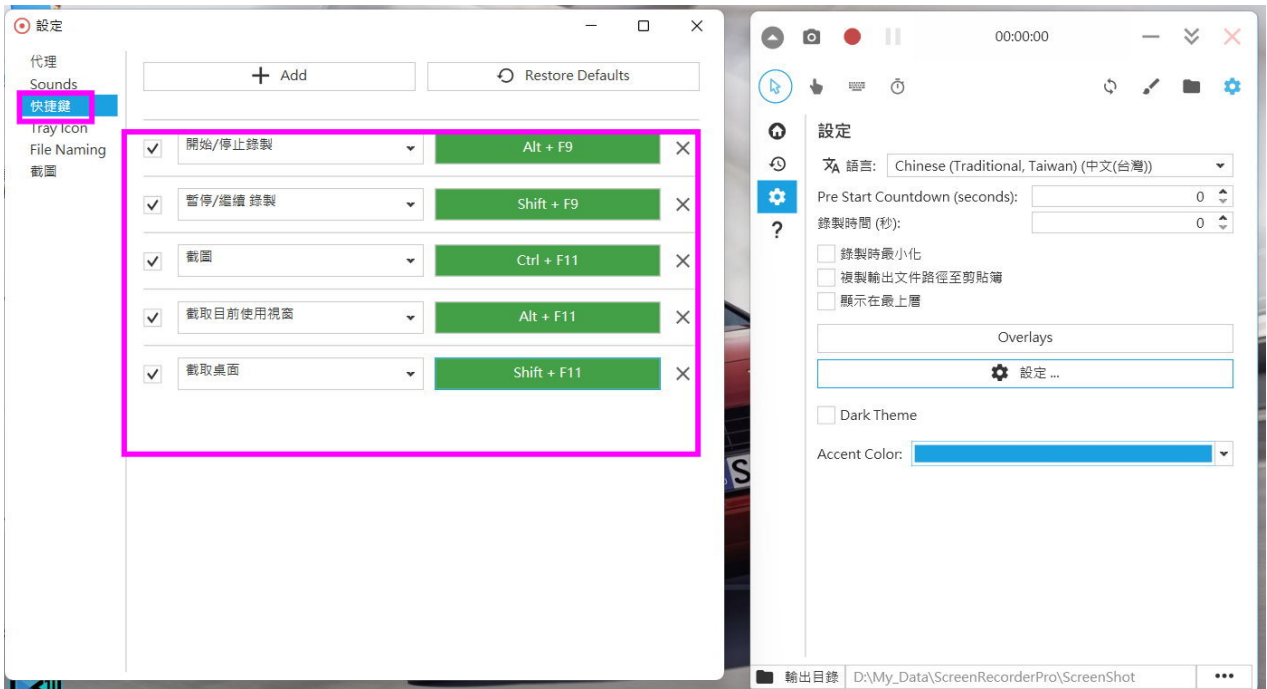 設定
代理
Sounds
快捷鍵
Tray Icon
File Naming
截圖
Add
Restore Defaults
開始/停止錄製
Alt + F9
暫停/繼續 錄製
Shift + F9
截圖
Ctrl + F11
截取目前使用視窗
Alt + F11
截取桌面
Shift + F11
S
00:00:00
設定
語言:
Chinese (Traditional, Taiwan) (中文(台灣))
Pre Start Countdown (seconds):
0
錄製時間 (秒):
0
錄製時最小化
複製輸出文件路徑至剪貼簿
顯示在最上層
Overlays
設定 ...
Dark Theme
Accent Color:
輸出目錄
D:\My_Data\ScreenRecorderPro\ScreenShot
•••